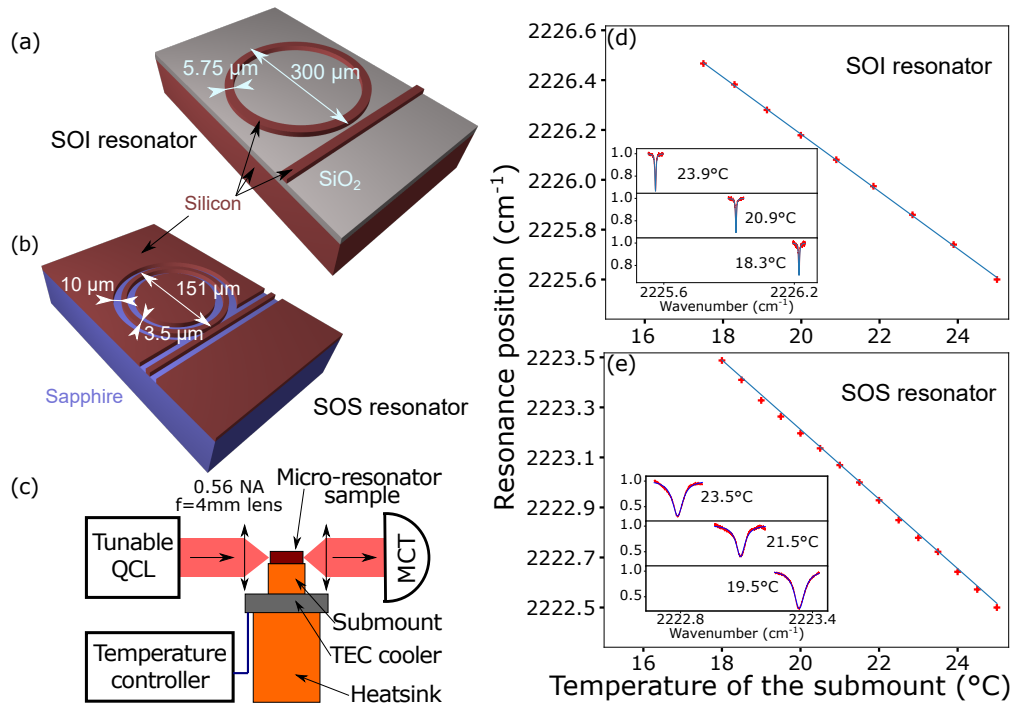 (a)
5.75 µm
300 µm
SOI resonator
SiO2
Silicon
(b)
10 µm
151 µm
3.5 µm
Sapphire
SOS resonator
(c)
0.56 NA
f=4mm lens
Micro-resonator
sample
Tunable
QCL
MCT
Submount
TEC cooler
Heatsink
Temperature
controller
Resonance position (cm⁻¹)
(d)
SOI resonator
2226.6
2226.4
2226.2
2226.0
2225.8
2225.6
1.0
0.8
23.9°C
1.0
0.8
20.9°C
1.0
0.8
18.3°C
2225.6
2226.2
Wavenumber (cm⁻¹)
16
18
20
22
24
(e)
SOS resonator
2223.5
2223.3
2223.1
2222.9
2222.7
2222.5
1.0
0.5
23.5°C
1.0
0.5
21.5°C
1.0
0.5
19.5°C
2222.8
2223.4
Wavenumber (cm⁻¹)
16
18
20
22
24
Temperature of the submount (°C)